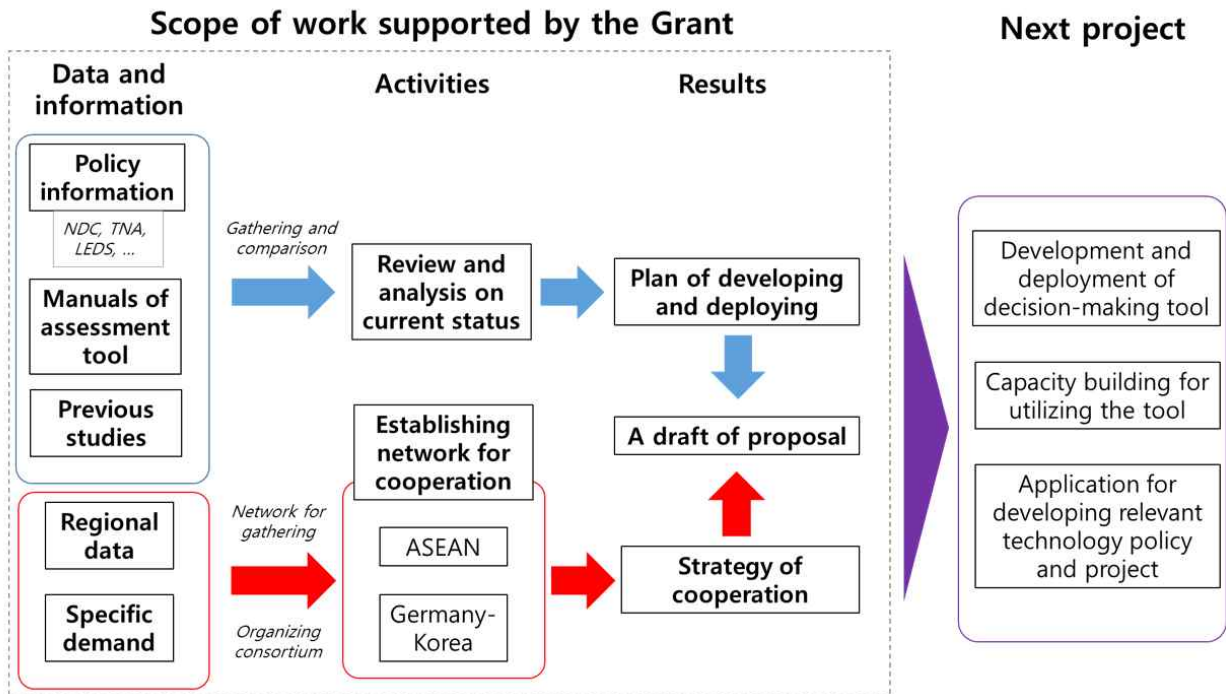 Scope of work supported by the Grant
Next project
Data and
information
Activities
Results
Policy
information
NDC, TNA,
LEDS, ...
Manuals of
assessment
tool
Previous
studies
Gathering and
comparison
Review and
analysis on
current status
Plan of developing
and deploying
A draft of proposal
Regional
data
Specific
demand
Network for
gathering
Organizing
consortium
Establishing
network for
cooperation
ASEAN
Germany-
Korea
Strategy of
cooperation
Development and
deployment of
decision-making tool
Capacity building for
utilizing the tool
Application for
developing relevant
technology policy
and project